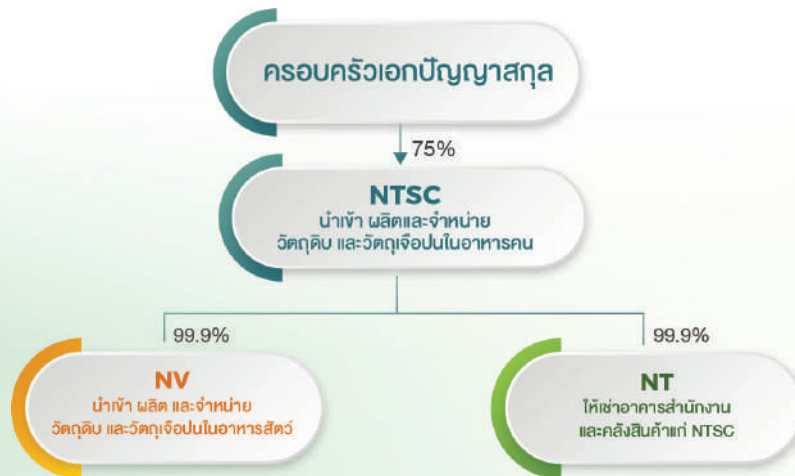 ครอบครัวเอกปัญญาสกุล
75%
NTSC
นำเข้า ผลิตและจำหน่าย
วัตถุดิบ และวัตถุเจือปนในอาหารคน
99.9%
99.9%
NV
นำเข้า ผลิต และจำหน่าย
วัตถุดิบ และวัตถุเจือปนในอาหารสัตว์
NT
ให้เช่าอาคารสำนักงาน
และคลังสินค้าแก่ NTSC